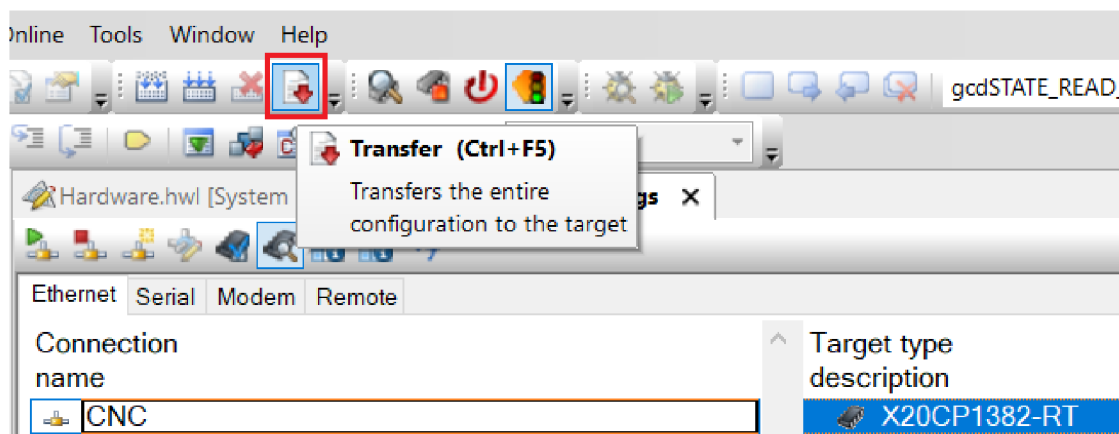 nline Tools Window Help
gcdSTATE_READ_
Transfer (Ctrl+F5)
Transfers the entire
configuration to the target
Hardware.hwl [System
gs X
Ethernet Serial Modem Remote
Connection
name
Target type
description
CNC
X20CP1382-RT